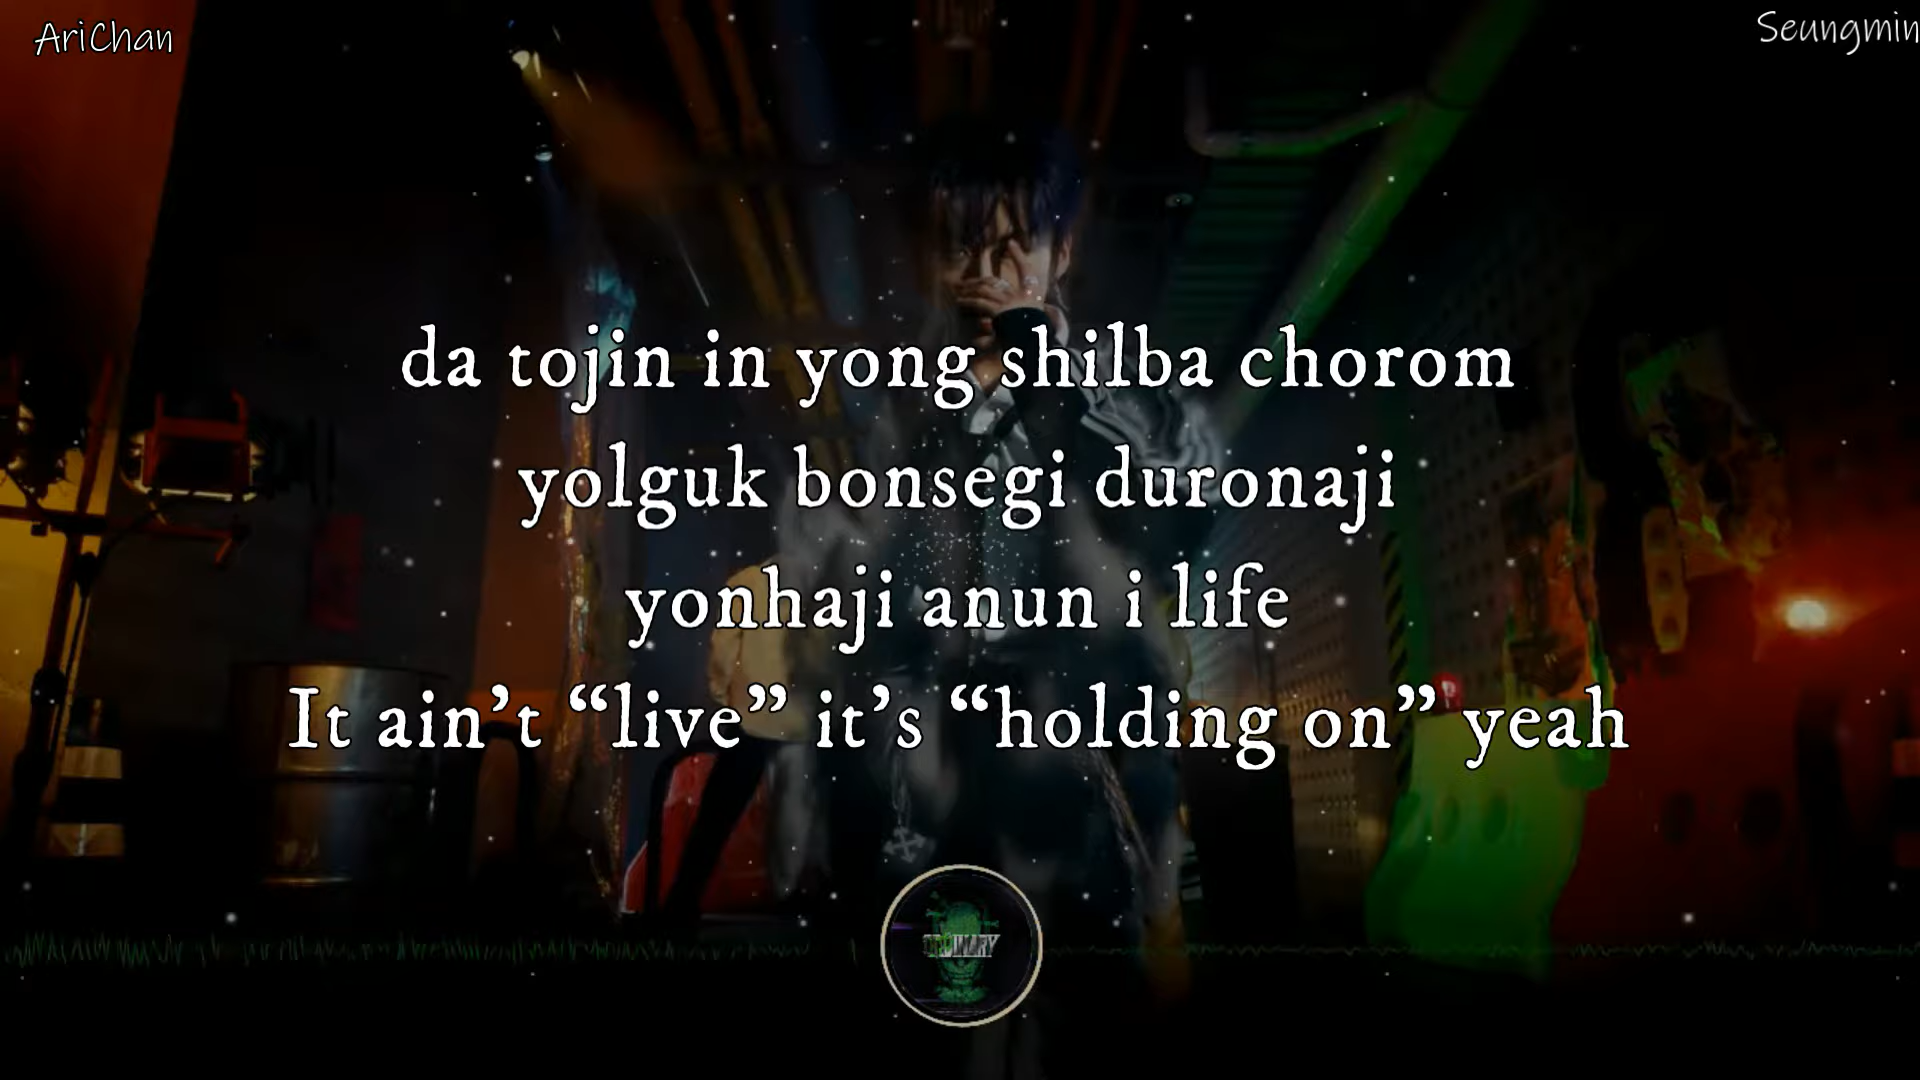 AriChan
Seungmin
da tojin in yong shilba chorom
yolguk bonsegi duronaji
yonhaji anun i life
It ain’t “live” it’s “holding on” yeah
ORDINARY